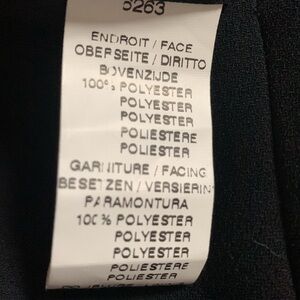 5263
ENDROIT / FACE
OBERSEITE / DIRITTO
BOVENZIJDE
100% POLYESTER
POLYESTER
POLYESTER
POLIESTERE
POLIESTER
GARNITURE / FACING
BESETZEN / VERSIERIN
PARAMONTURA
100 % POLYESTER
POLYESTER
POLYESTER
POLIESTERE
POLIESTER